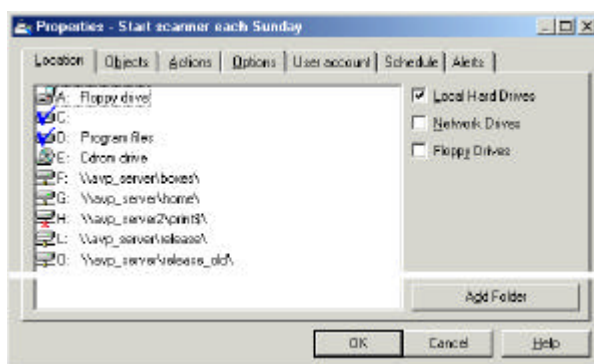 Properties - Start scanner each Sunday
Location Objects Actions Options User account Schedule Alerts
A: Floppy drive
C:
D: Program files
E: Cdrom drive
F: \\avp_server\boxes\
G: \\avp_server\home\
H: \\avp_server2\print$\
L: \\avp_server\release\
O: \\avp_server\release_old\
Local Hard Drives
Network Drives
Floppy Drives
Add Folder
OK Cancel Help